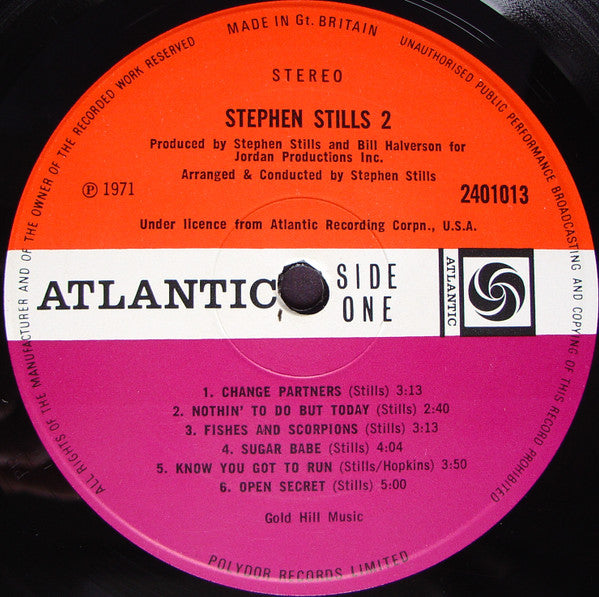 MADE IN Gt. BRITAIN
UNAUTHORISED PUBLIC PERFORMANCE BROADCASTING AND COPYING OF THIS RECORD PROHIBITED
ALL RIGHTS OF THE MANUFACTURER AND OF THE OWNER OF THE RECORDED WORK RESERVED
STEREO
STEPHEN STILLS 2
Produced by Stephen Stills and Bill Halverson for
Jordan Productions Inc.
Arranged & Conducted by Stephen Stills
℗ 1971
2401013
Under licence from Atlantic Recording Corpn., U.S.A.
ATLANTIC
SIDE
ONE
ATLANTIC
1. CHANGE PARTNERS (Stills) 3:13
2. NOTHIN' TO DO BUT TODAY (Stills) 2:40
3. FISHES AND SCORPIONS (Stills) 3:13
4. SUGAR BABE (Stills) 4:04
5. KNOW YOU GOT TO RUN (Stills/Hopkins) 3:50
6. OPEN SECRET (Stills) 5:00
Gold Hill Music
POLYDOR RECORDS LIMITED